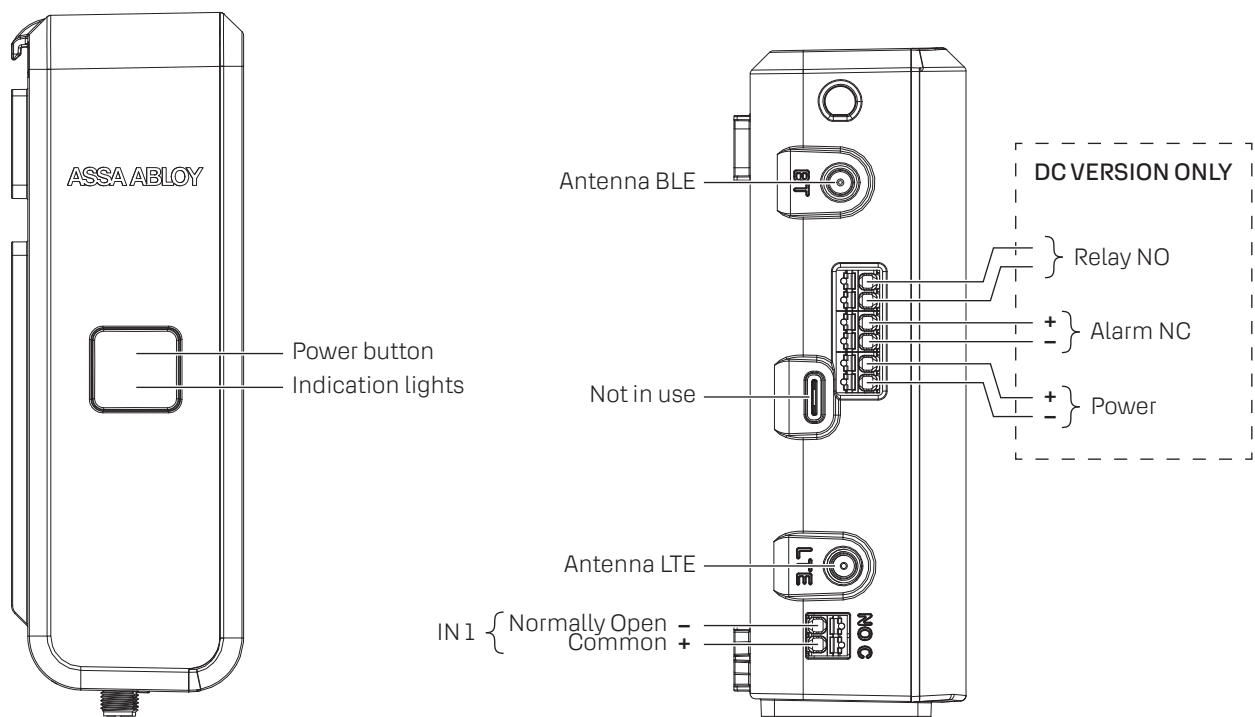 ASSA ABLOY
Power button
Indication lights
Antenna BLE
BT
DC VERSION ONLY
Relay NO
+
–
Alarm NC
Not in use
+
–
Power
Antenna LTE
LTE
IN 1
Normally Open –
Common +
NO C